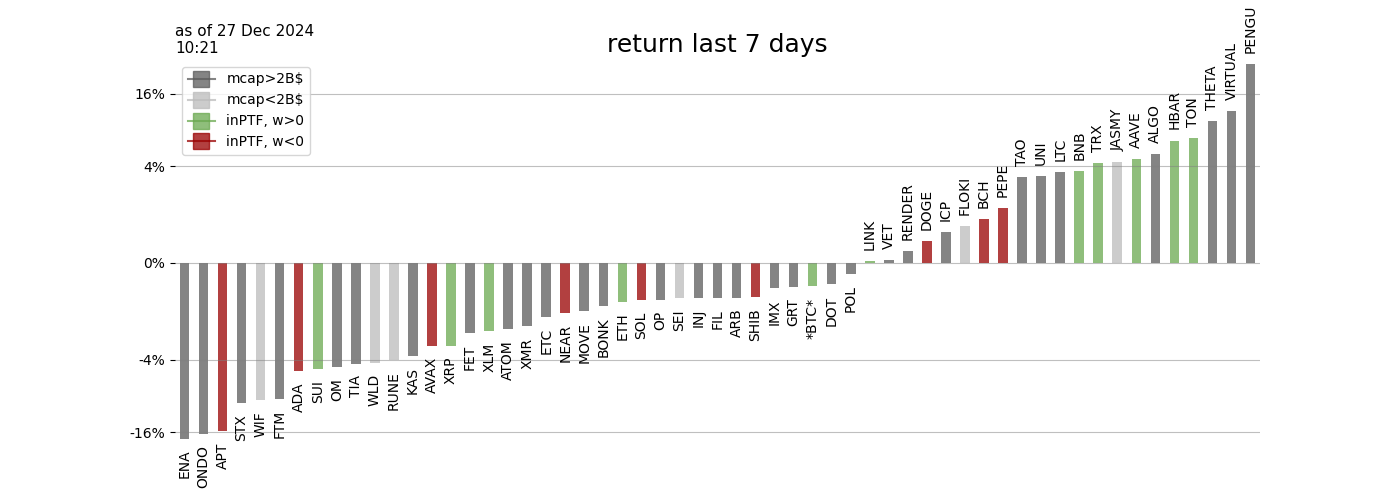 as of 27 Dec 2024
10:21
return last 7 days
mcap>2B$
mcap<2B$
inPTF, w>0
inPTF, w<0
16%
4%
0%
-4%
-16%
ENA
ONDO
APT
STX
WIF
FTM
ADA
SUI
OM
TIA
WLD
RUNE
KAS
AVAX
XRP
FET
XLM
ATOM
XMR
ETC
NEAR
MOVE
BONK
ETH
SOL
OP
SEI
INJ
FIL
ARB
SHIB
IMX
GRT
*BTC*
DOT
POL
LINK
VET
RENDER
DOGE
ICP
FLOKI
BCH
PEPE
TAO
UNI
LTC
BNB
TRX
JASMY
AAVE
ALGO
HBAR
TON
THETA
VIRTUAL
PENGU